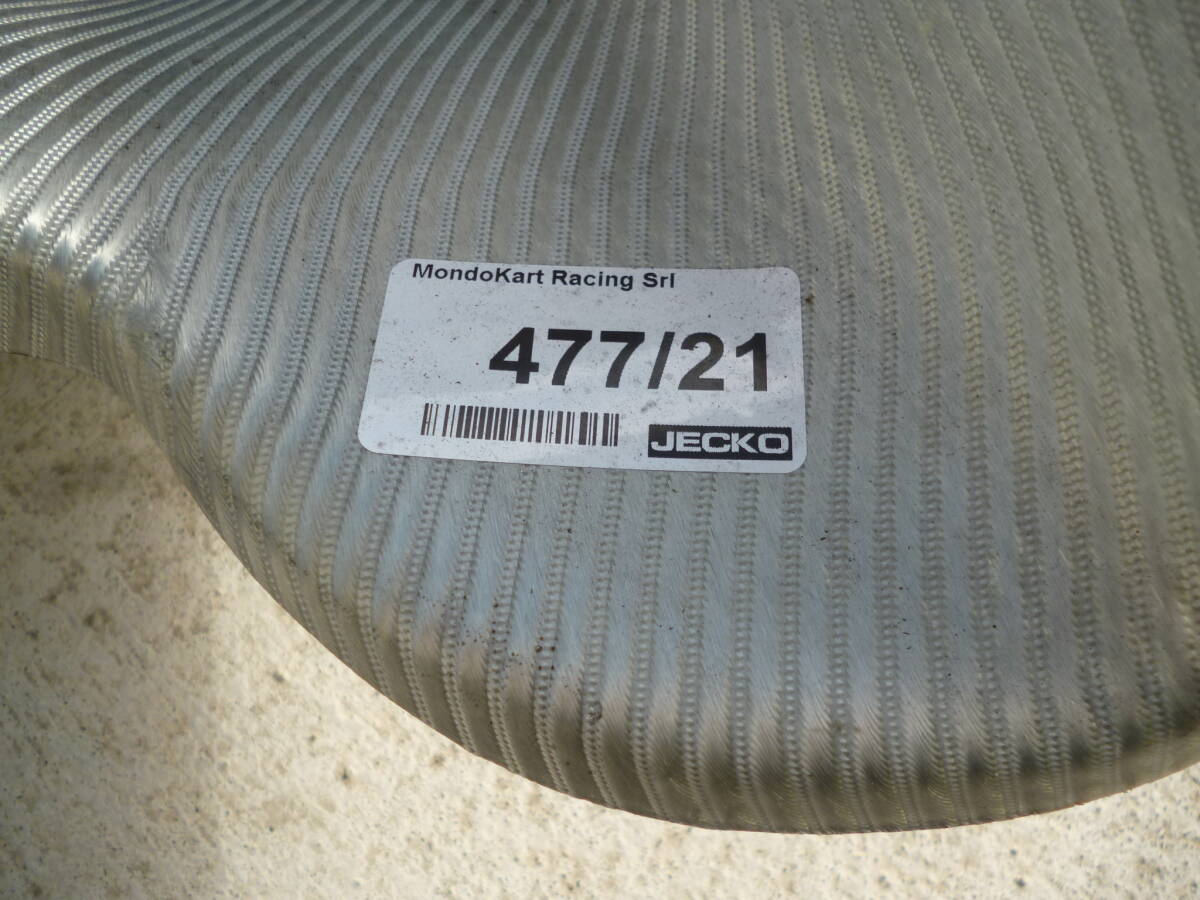 MondoKart Racing Srl
477/21
JECKO